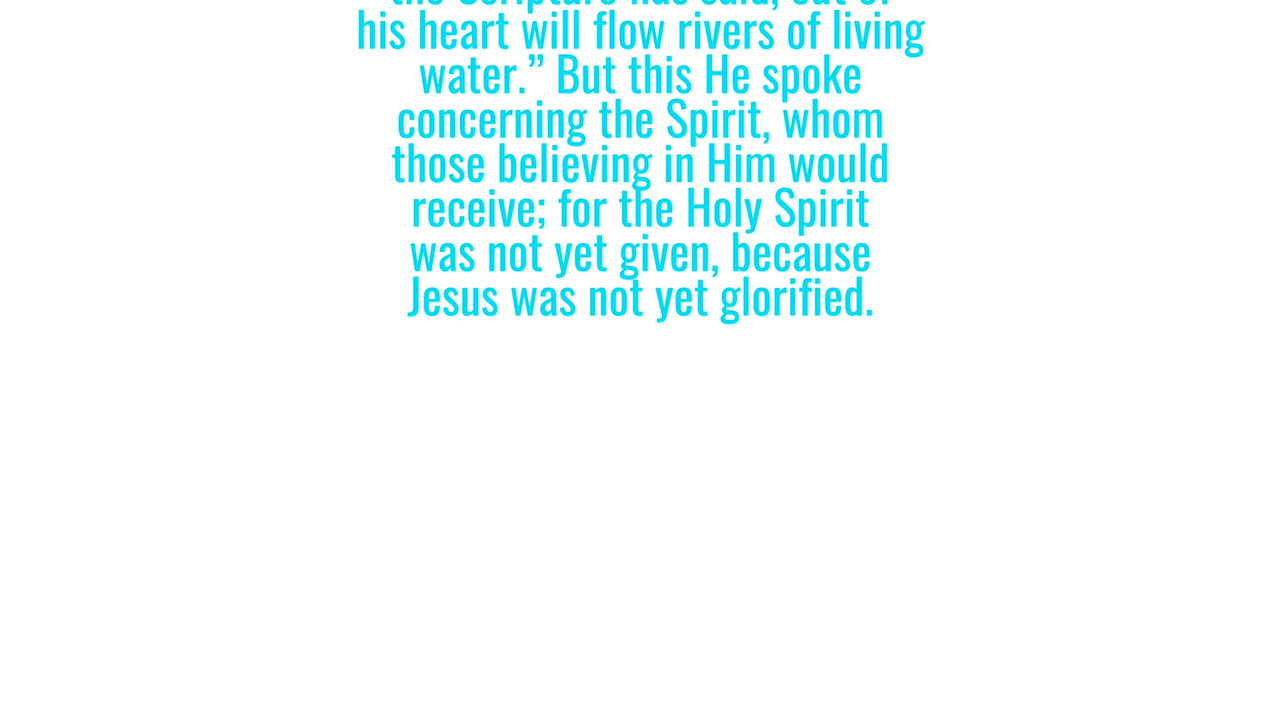 the Scripture has said, out of
his heart will flow rivers of living
water.” But this He spoke
concerning the Spirit, whom
those believing in Him would
receive; for the Holy Spirit
was not yet given, because
Jesus was not yet glorified.